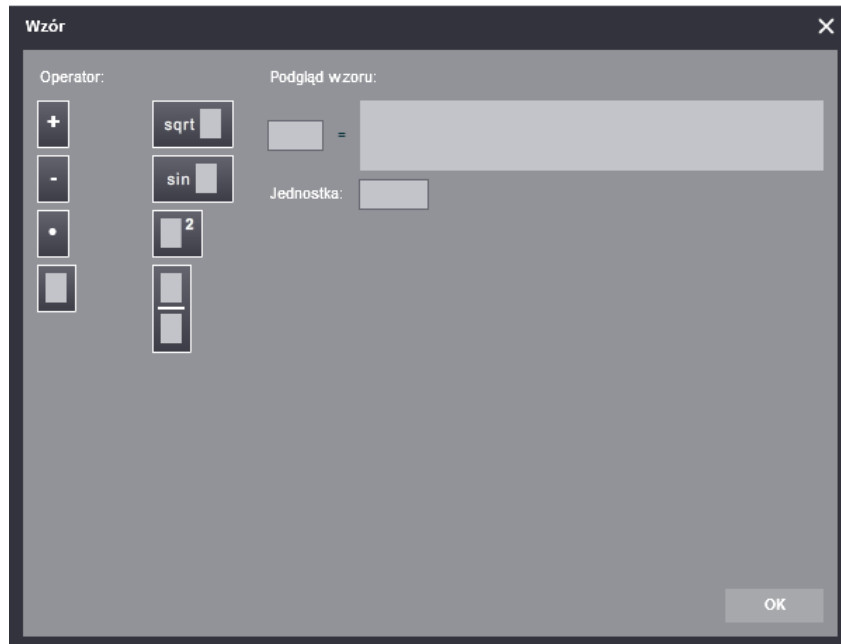 Wzór
Operator:
Podgląd wzoru:
+
sqrt
=
-
sin
Jednostka:
•
2
OK